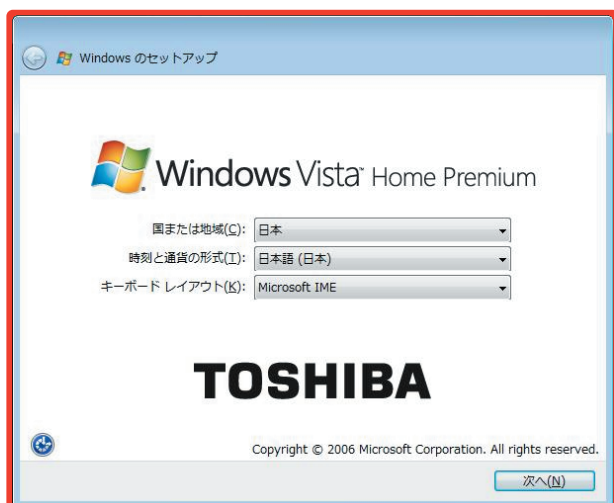 Windows のセットアップ
Windows Vista™ Home Premium
国または地域(C): 日本
時刻と通貨の形式(T): 日本語 (日本)
キーボード レイアウト(K): Microsoft IME
TOSHIBA
Copyright © 2006 Microsoft Corporation. All rights reserved.
次へ(N)